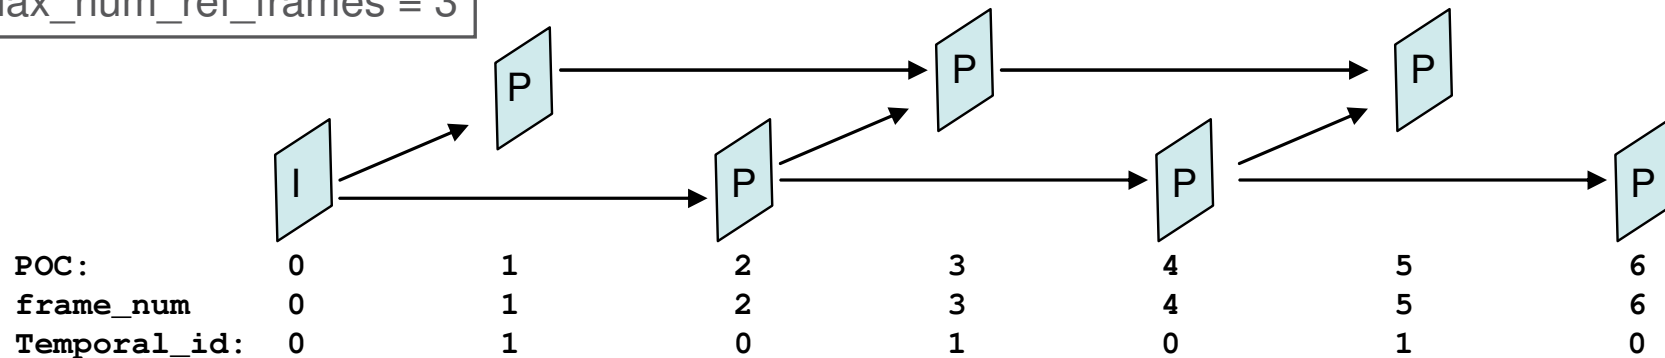 max_num_ref_frames = 3
P P P
I P P P
POC: 0 1 2 3 4 5 6
frame_num 0 1 2 3 4 5 6
Temporal_id: 0 1 0 1 0 1 0